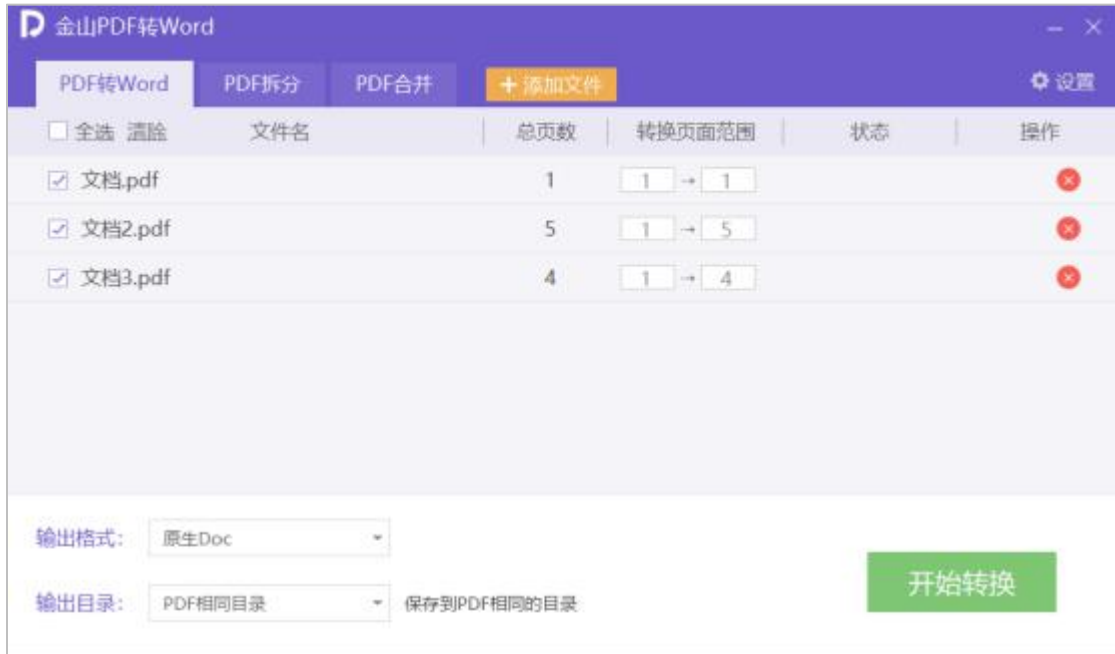 金山PDF转Word
PDF转Word PDF拆分 PDF合并 +添加文件 设置
全选 清除 文件名 总页数 转换页面范围 状态 操作
文档.pdf 1 1 → 1
文档2.pdf 5 1 → 5
文档3.pdf 4 1 → 4
输出格式: 原生Doc
开始转换
输出目录: PDF相同目录 保存到PDF相同的目录